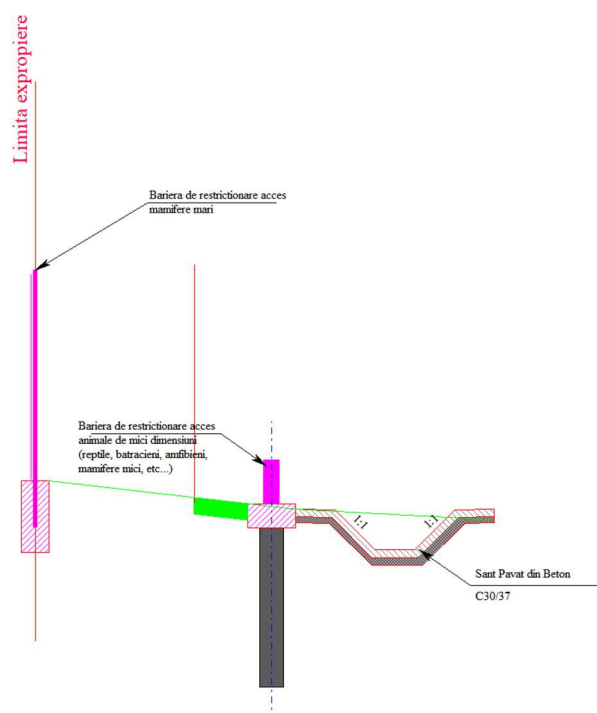 Limita expropiere
Bariera de restrictionare acces
mamifere mari
Bariera de restrictionare acces
animale de mici dimensiuni
(reptile, batracieni, amfibieni,
mamifere mici, etc...)
1:1
1:1
Sant Pavat din Beton
C30/37